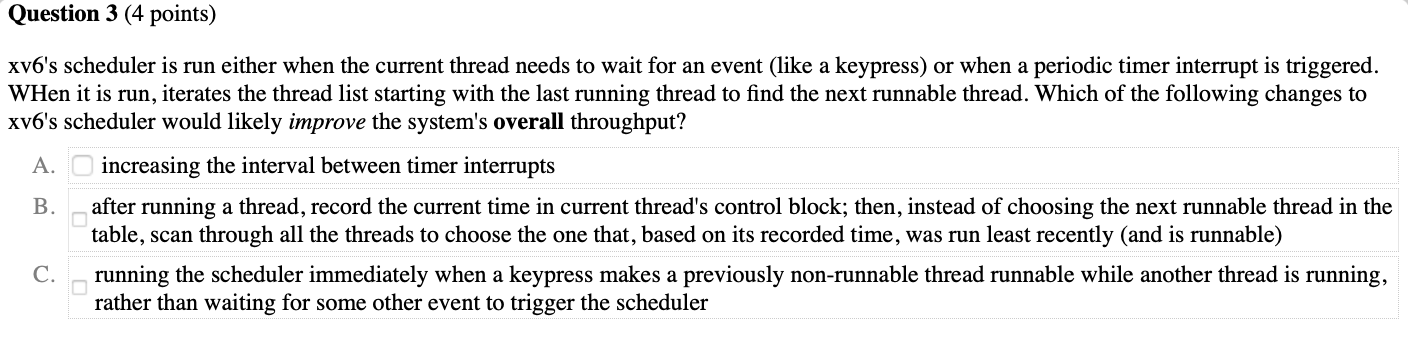 Question 3 (4 points)
xv6's scheduler is run either when the current thread needs to wait for an event (like a keypress) or when a periodic timer interrupt is triggered.
WHen it is run, iterates the thread list starting with the last running thread to find the next runnable thread. Which of the following changes to
xv6's scheduler would likely improve the system's overall throughput?
A. increasing the interval between timer interrupts
B. after running a thread, record the current time in current thread's control block; then, instead of choosing the next runnable thread in the
table, scan through all the threads to choose the one that, based on its recorded time, was run least recently (and is runnable)
C. running the scheduler immediately when a keypress makes a previously non-runnable thread runnable while another thread is running,
rather than waiting for some other event to trigger the scheduler